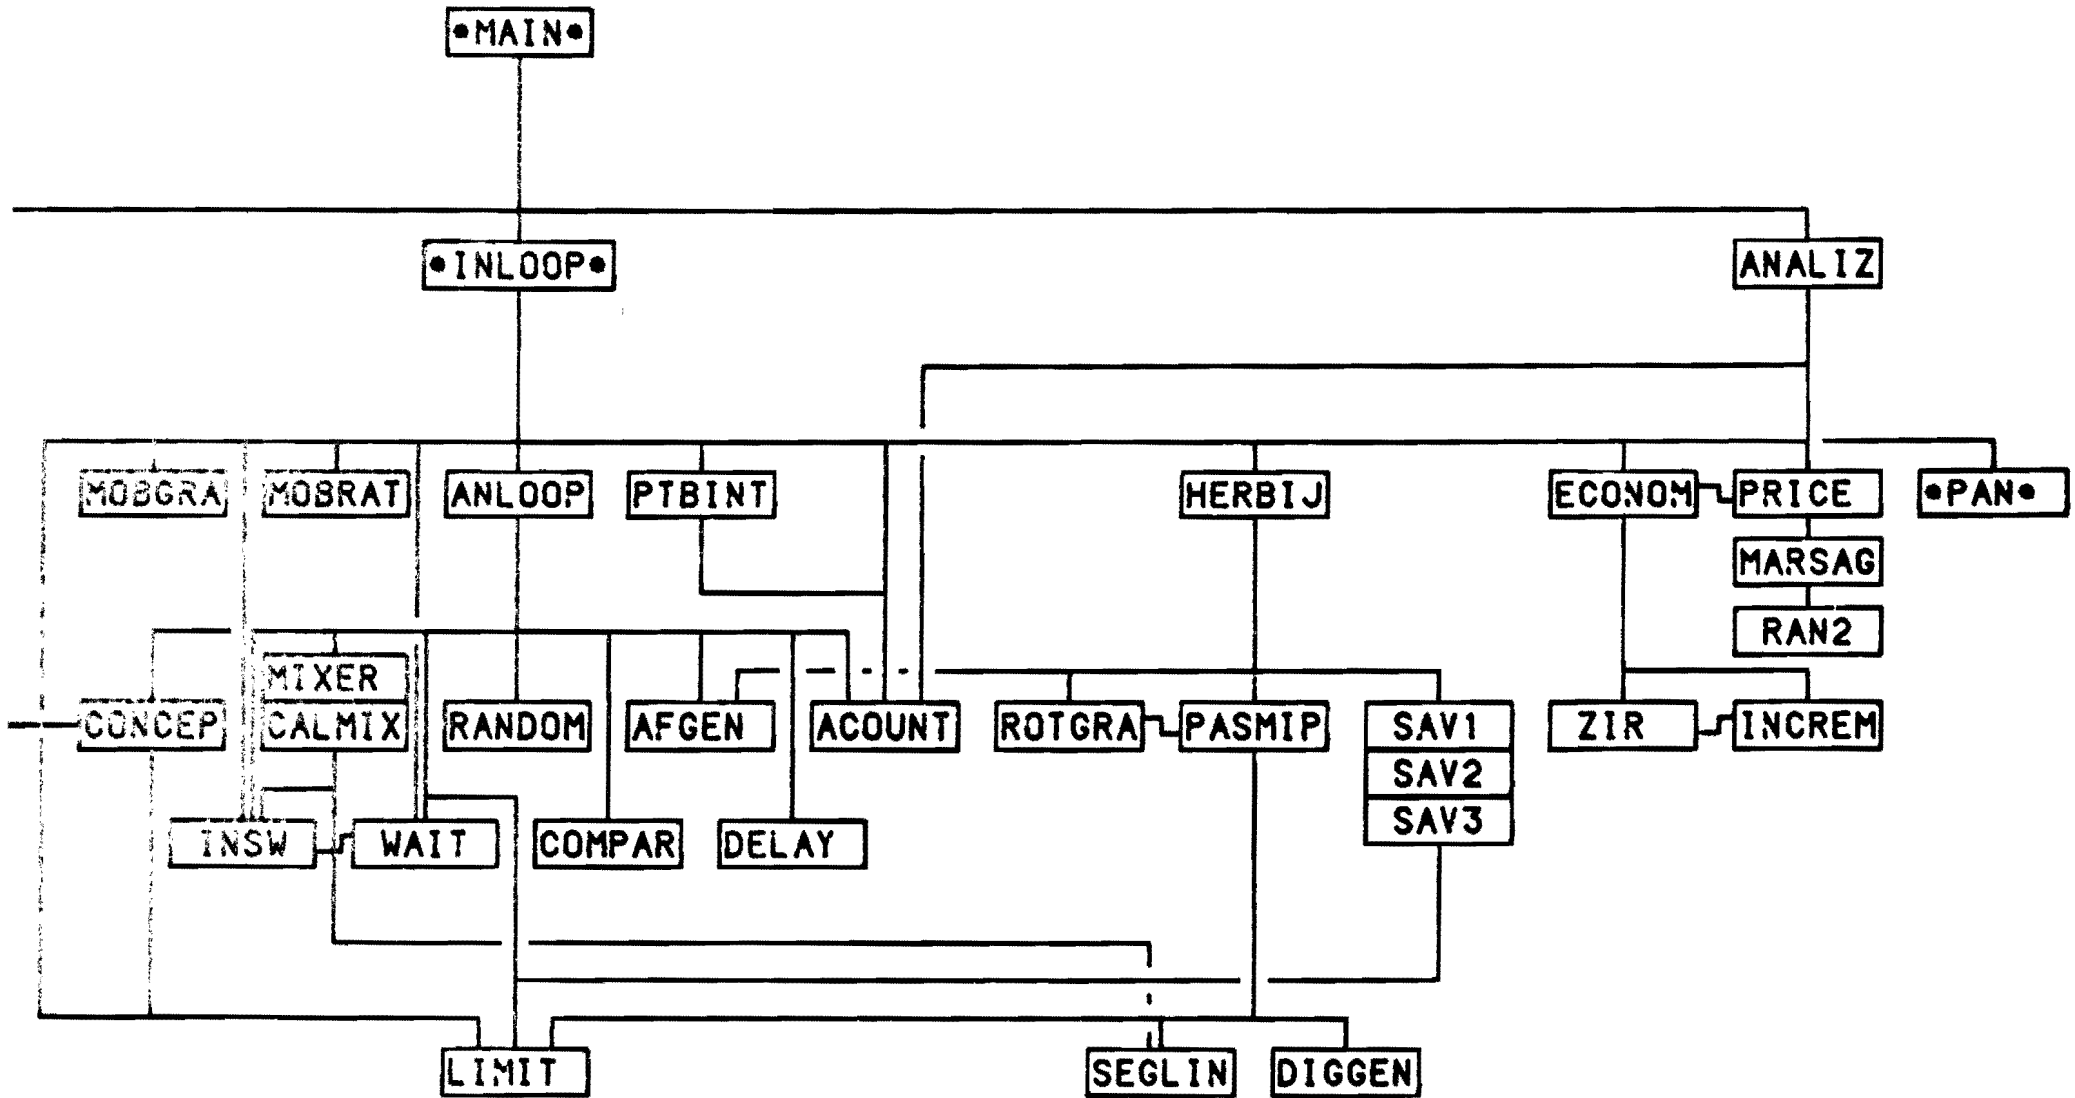 •MAIN•
•INLOOP•
ANALIZ
MOBGRA
MOBRAT
ANLOOP
PTBINT
HERBIJ
ECONOM
PRICE
•PAN•
MARSAG
RAN2
MIXER
CONCEP
CALMIX
RANDOM
AFGEN
ACOUNT
ROTGRA
PASMIP
SAV1
ZIR
INCREM
SAV2
SAV3
INSW
WAIT
COMPAR
DELAY
LIMIT
SEGLIN
DIGGEN